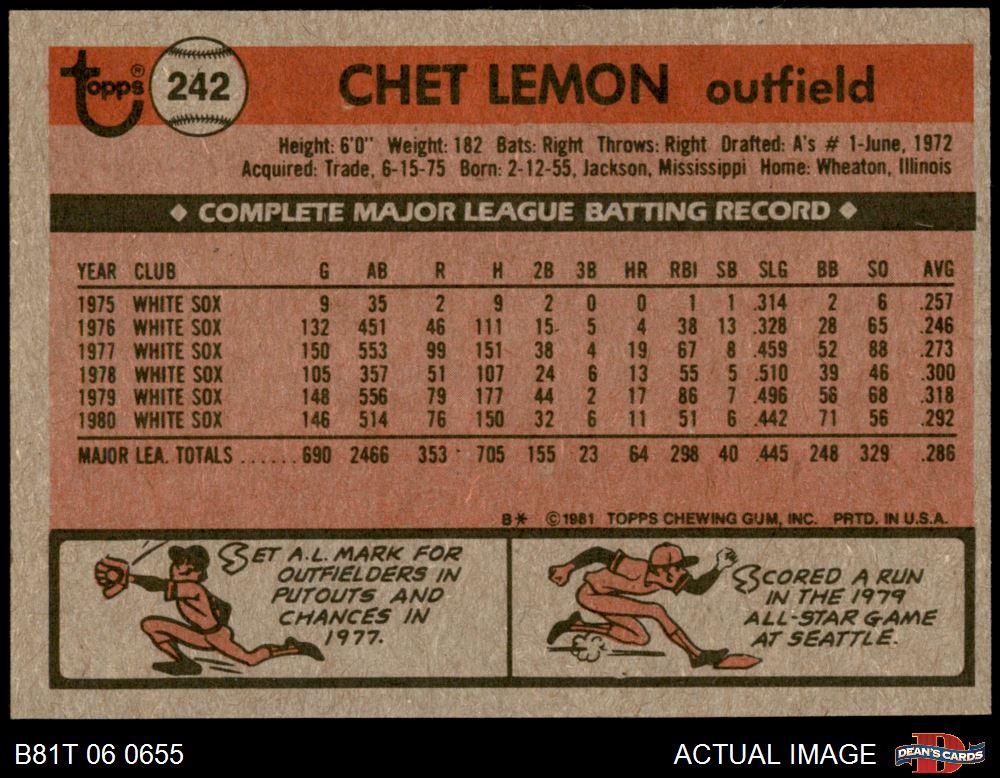 topps® 242 CHET LEMON outfield
Height: 6'0" Weight: 182 Bats: Right Throws: Right Drafted: A's # 1-June, 1972
Acquired: Trade, 6-15-75 Born: 2-12-55, Jackson, Mississippi Home: Wheaton, Illinois
◆ COMPLETE MAJOR LEAGUE BATTING RECORD ◆
YEAR CLUB G AB R H 2B 3B HR RBI SB SLG BB SO AVG
1975 WHITE SOX 9 35 2 9 2 0 0 1 1 .314 2 6 .257
1976 WHITE SOX 132 451 46 111 15 5 4 38 13 .328 28 65 .246
1977 WHITE SOX 150 553 99 151 38 4 19 67 8 .459 52 88 .273
1978 WHITE SOX 105 357 51 107 24 6 13 55 5 .510 39 46 .300
1979 WHITE SOX 148 556 79 177 44 2 17 86 7 .496 56 68 .318
1980 WHITE SOX 146 514 76 150 32 6 11 51 6 .442 71 56 .292
MAJOR LEA. TOTALS ...... 690 2466 353 705 155 23 64 298 40 .445 248 329 .286
B* ©1981 TOPPS CHEWING GUM, INC. PRTD. IN U.S.A.
SET A.L. MARK FOR
OUTFIELDERS IN
PUTOUTS AND
CHANCES IN
1977.
SCORED A RUN
IN THE 1979
ALL-STAR GAME
AT SEATTLE.
B81T 06 0655 ACTUAL IMAGE DEAN'S CARDS